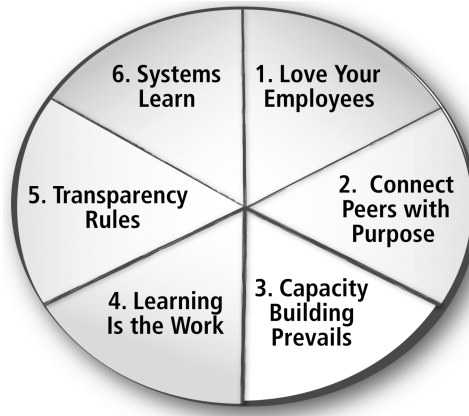 1. Love Your
Employees
2. Connect
Peers with
Purpose
3. Capacity
Building
Prevails
4. Learning
Is the Work
5. Transparency
Rules
6. Systems
Learn